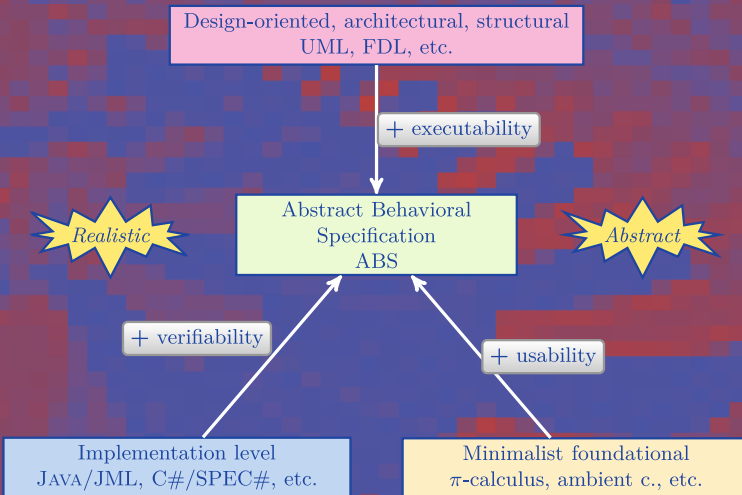 Design-oriented, architectural, structural
UML, FDL, etc.
+ executability
Realistic
Abstract Behavioral
Specification
ABS
Abstract
+ verifiability
+ usability
Implementation level
JAVA/JML, C#/SPEC#, etc.
Minimalist foundational
π-calculus, ambient c., etc.